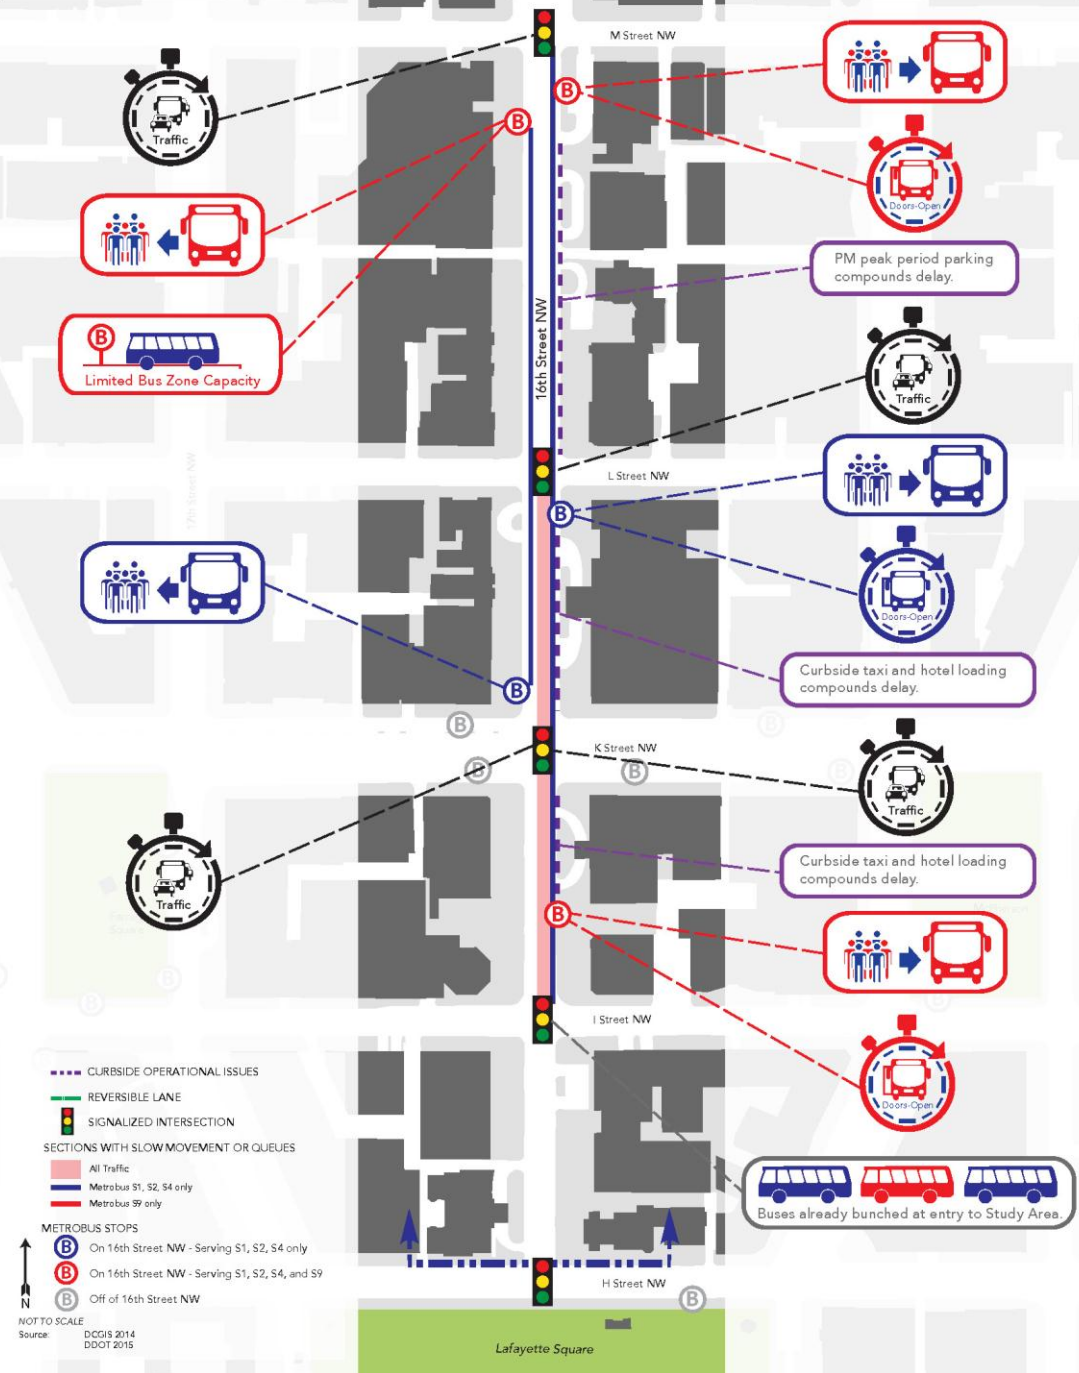 M Street NW
B
B
Traffic
Doors-Open
PM peak period parking
compounds delay.
16th Street NW
B
Limited Bus Zone Capacity
Traffic
17th Street NW
L Street NW
B
Doors-Open
Curbside taxi and hotel loading
compounds delay.
B
B
B
K Street NW
B
B
B
Traffic
Traffic
Curbside taxi and hotel loading
compounds delay.
B
Square
B
B
B
I Street NW
Doors-Open
CURBSIDE OPERATIONAL ISSUES
REVERSIBLE LANE
SIGNALIZED INTERSECTION
SECTIONS WITH SLOW MOVEMENT OR QUEUES
All Traffic
Metrobus S1, S2, S4 only
Metrobus S9 only
Buses already bunched at entry to Study Area.
METROBUS STOPS
B On 16th Street NW - Serving S1, S2, S4 only
B On 16th Street NW - Serving S1, S2, S4, and S9
B Off of 16th Street NW
N
NOT TO SCALE
Source: DCGIS 2014
DDOT 2015
H Street NW
B
Lafayette Square